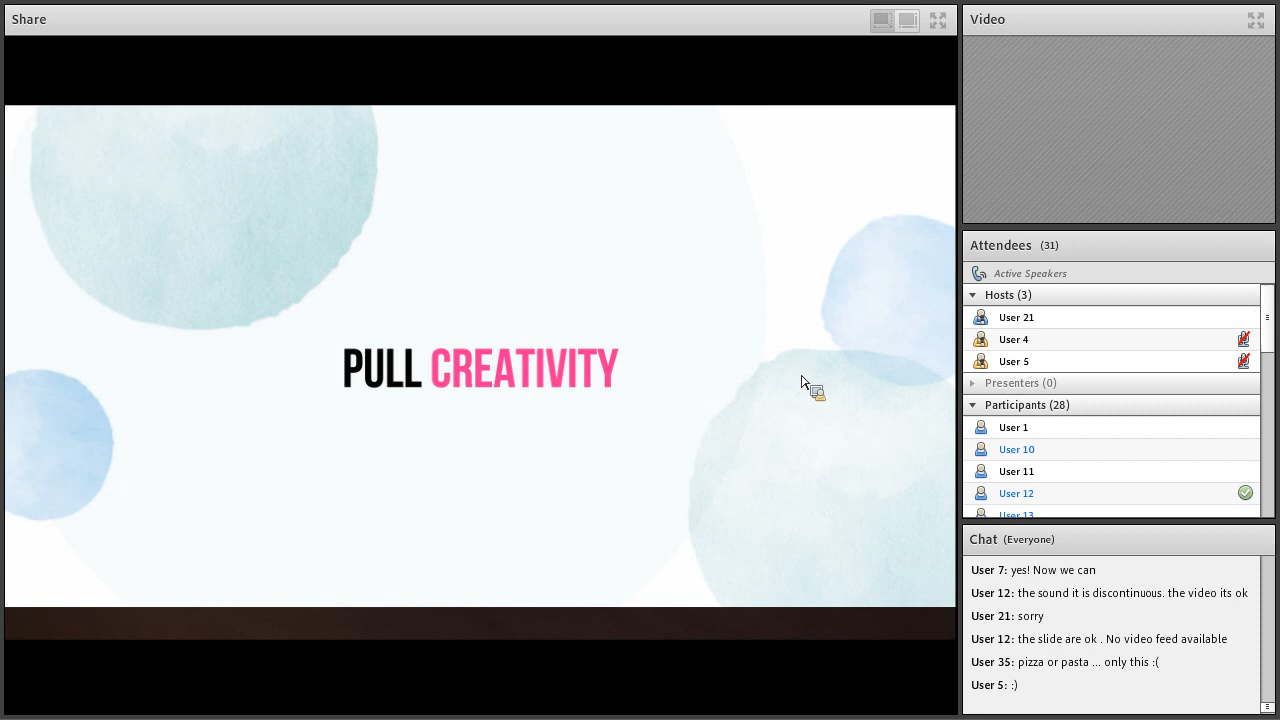 Share
PULL CREATIVITY
Video
Attendees (31)
Active Speakers
Hosts (3)
User 21
User 4
User 5
Presenters (0)
Participants (28)
User 1
User 10
User 11
User 12
User 13
Chat (Everyone)
User 7: yes! Now we can
User 12: the sound it is discontinuous. the video its ok
User 21: sorry
User 12: the slide are ok . No video feed available
User 35: pizza or pasta ... only this :(
User 5: :)